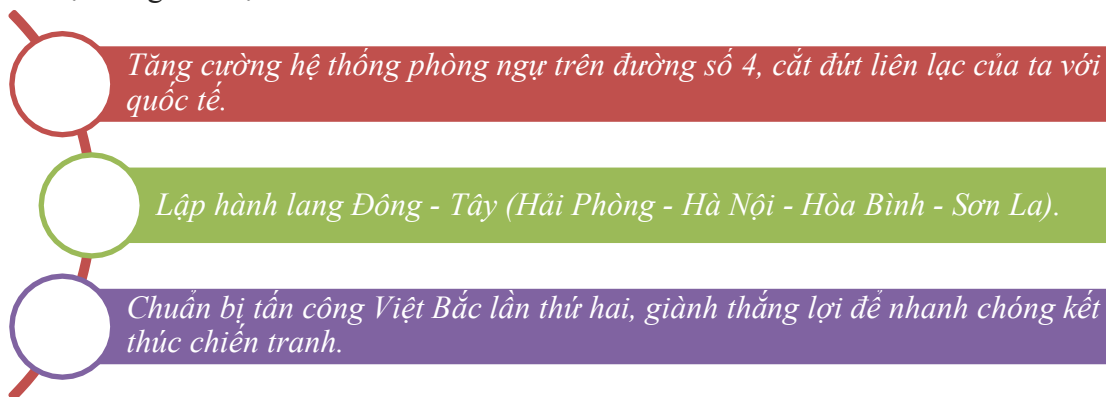 Tăng cường hệ thống phòng ngự trên đường số 4, cắt đứt liên lạc của ta với
quốc tế.
Lập hành lang Đông - Tây (Hải Phòng - Hà Nội - Hòa Bình - Sơn La).
Chuẩn bị tấn công Việt Bắc lần thứ hai, giành thắng lợi để nhanh chóng kết
thúc chiến tranh.